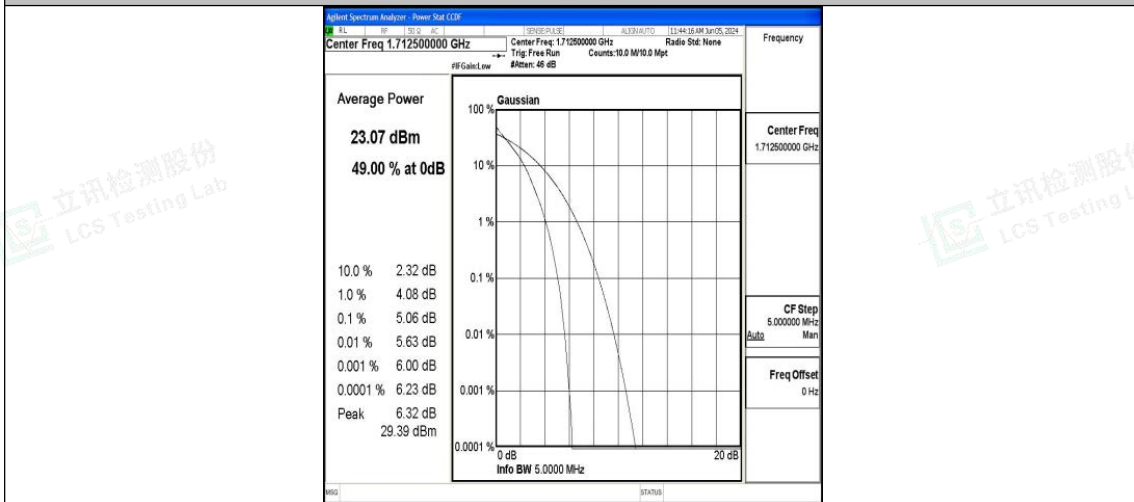 Agilent Spectrum Analyzer - Power Stat CCDF
RL RF 50 Ω AC SENSE:PULSE ALIGN AUTO 11:44:16 AM Jun 05, 2024
Center Freq 1.712500000 GHz
Center Freq: 1.712500000 GHz Radio Std: None
Trig: Free Run Counts:10.0 M/10.0 Mpt
#IFGain:Low #Atten: 46 dB
Frequency
Average Power
23.07 dBm
49.00 % at 0dB
10.0 % 2.32 dB
1.0 % 4.08 dB
0.1 % 5.06 dB
0.01 % 5.63 dB
0.001 % 6.00 dB
0.0001 % 6.23 dB
Peak 6.32 dB
29.39 dBm
Gaussian
100 %
10 %
1 %
0.1 %
0.01 %
0.001 %
0.0001 %
0 dB 20 dB
Info BW 5.0000 MHz
Center Freq
1.712500000 GHz
CF Step
5.000000 MHz
Auto Man
Freq Offset
0 Hz
MSG STATUS
立讯检测股份
LCS Testing Lab
立讯检测股份
LCS Testing L